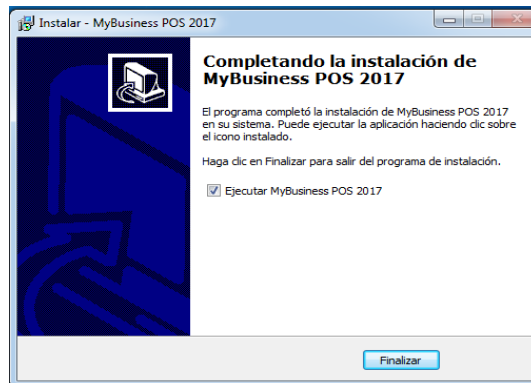 Instalar - MyBusiness POS 2017
Completando la instalación de
MyBusiness POS 2017
El programa completó la instalación de MyBusiness POS 2017
en su sistema. Puede ejecutar la aplicación haciendo clic sobre
el icono instalado.
Haga clic en Finalizar para salir del programa de instalación.
Ejecutar MyBusiness POS 2017
Finalizar